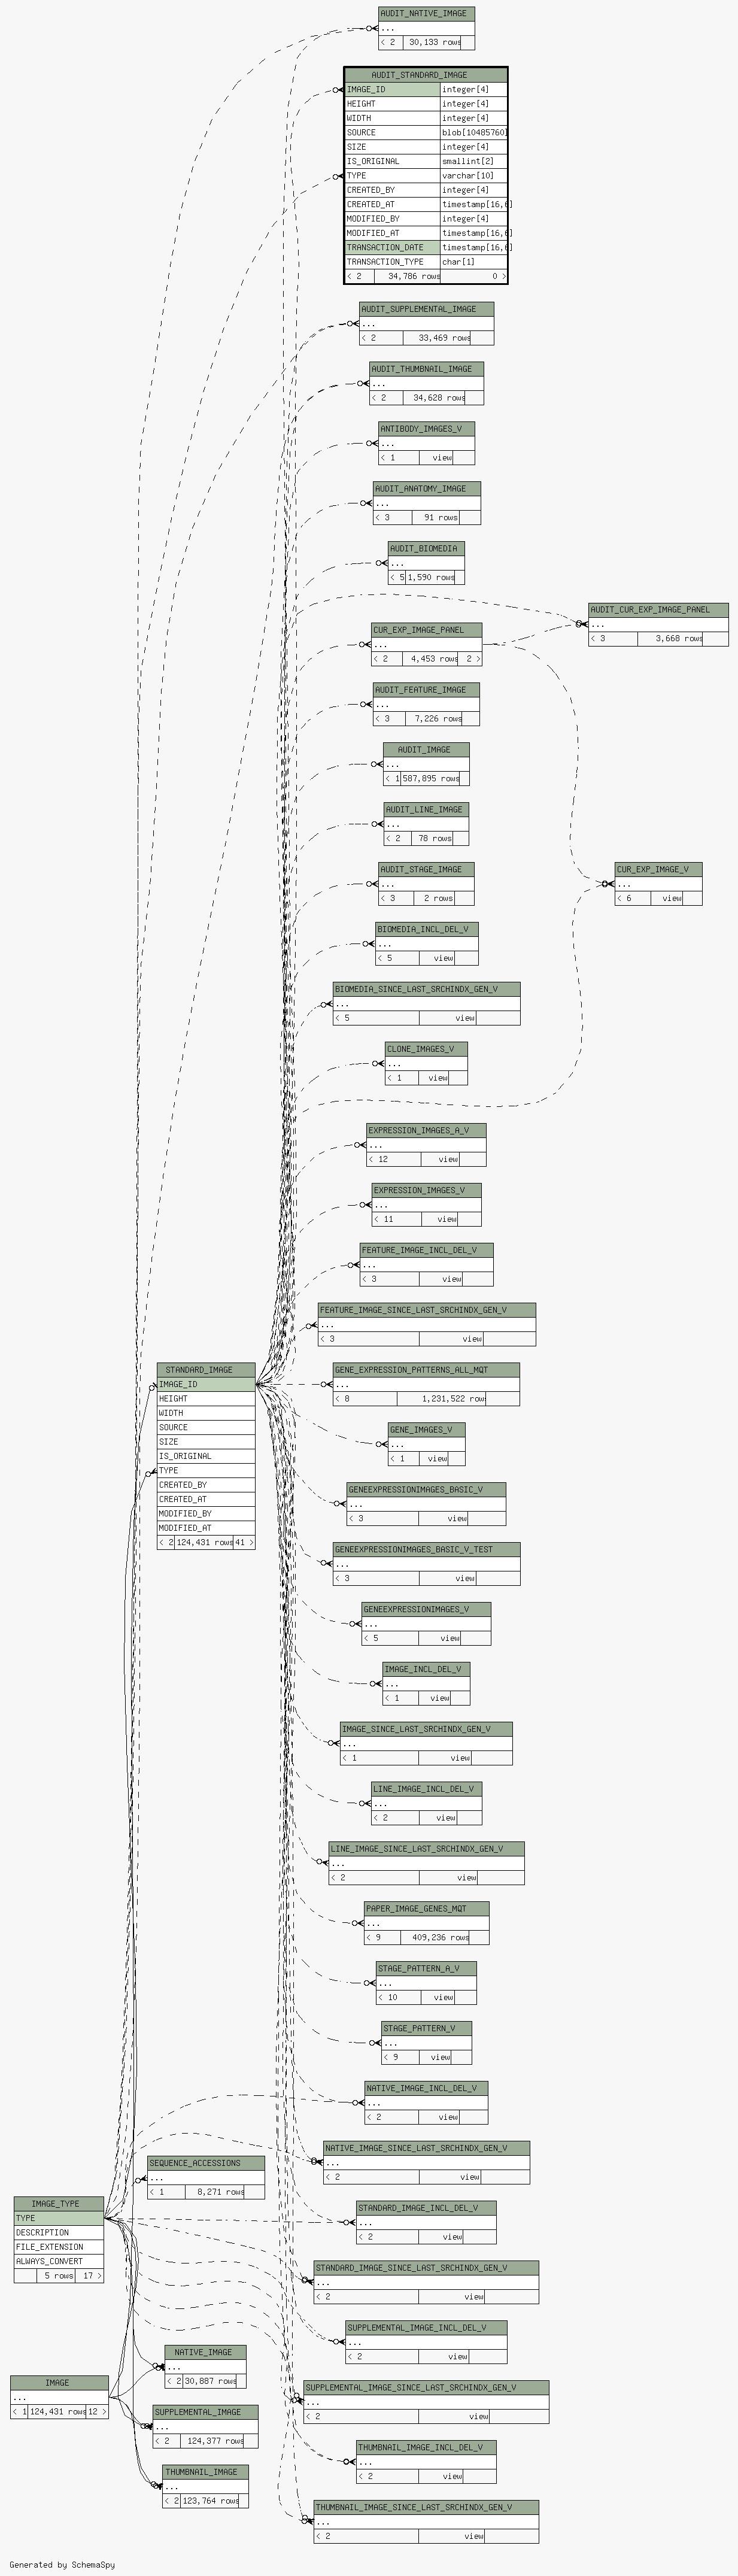 AUDIT_NATIVE_IMAGE
...
< 2 30,133 rows
AUDIT_STANDARD_IMAGE
IMAGE_ID integer[4]
HEIGHT integer[4]
WIDTH integer[4]
SOURCE blob[10485760]
SIZE integer[4]
IS_ORIGINAL smallint[2]
TYPE varchar[10]
CREATED_BY integer[4]
CREATED_AT timestamp[16,6]
MODIFIED_BY integer[4]
MODIFIED_AT timestamp[16,6]
TRANSACTION_DATE timestamp[16,6]
TRANSACTION_TYPE char[1]
< 2 34,786 rows 0 >
AUDIT_SUPPLEMENTAL_IMAGE
...
< 2 33,469 rows
AUDIT_THUMBNAIL_IMAGE
...
< 2 34,628 rows
ANTIBODY_IMAGES_V
...
< 1 view
AUDIT_ANATOMY_IMAGE
...
< 3 91 rows
AUDIT_BIOMEDIA
...
< 5 1,590 rows
AUDIT_CUR_EXP_IMAGE_PANEL
...
< 3 3,668 rows
CUR_EXP_IMAGE_PANEL
...
< 2 4,453 rows 2 >
AUDIT_FEATURE_IMAGE
...
< 3 7,226 rows
AUDIT_IMAGE
...
< 1 587,895 rows
AUDIT_LINE_IMAGE
...
< 2 78 rows
AUDIT_STAGE_IMAGE
...
< 3 2 rows
CUR_EXP_IMAGE_V
...
< 6 view
BIOMEDIA_INCL_DEL_V
...
< 5 view
BIOMEDIA_SINCE_LAST_SRCHINDX_GEN_V
...
< 5 view
CLONE_IMAGES_V
...
< 1 view
EXPRESSION_IMAGES_A_V
...
< 12 view
EXPRESSION_IMAGES_V
...
< 11 view
FEATURE_IMAGE_INCL_DEL_V
...
< 3 view
FEATURE_IMAGE_SINCE_LAST_SRCHINDX_GEN_V
...
< 3 view
STANDARD_IMAGE
IMAGE_ID
HEIGHT
WIDTH
SOURCE
SIZE
IS_ORIGINAL
TYPE
CREATED_BY
CREATED_AT
MODIFIED_BY
MODIFIED_AT
< 2 124,431 rows 41 >
GENE_EXPRESSION_PATTERNS_ALL_MQT
...
< 8 1,231,522 rows
GENE_IMAGES_V
...
< 1 view
GENEEXPRESSIONIMAGES_BASIC_V
...
< 3 view
GENEEXPRESSIONIMAGES_BASIC_V_TEST
...
< 3 view
GENEEXPRESSIONIMAGES_V
...
< 5 view
IMAGE_INCL_DEL_V
...
< 1 view
IMAGE_SINCE_LAST_SRCHINDX_GEN_V
...
< 1 view
LINE_IMAGE_INCL_DEL_V
...
< 2 view
LINE_IMAGE_SINCE_LAST_SRCHINDX_GEN_V
...
< 2 view
PAPER_IMAGE_GENES_MQT
...
< 9 409,236 rows
STAGE_PATTERN_A_V
...
< 10 view
STAGE_PATTERN_V
...
< 9 view
NATIVE_IMAGE_INCL_DEL_V
...
< 2 view
NATIVE_IMAGE_SINCE_LAST_SRCHINDX_GEN_V
...
< 2 view
SEQUENCE_ACCESSIONS
...
< 1 8,271 rows
IMAGE_TYPE
TYPE
DESCRIPTION
FILE_EXTENSION
ALWAYS_CONVERT
5 rows 17 >
STANDARD_IMAGE_INCL_DEL_V
...
< 2 view
STANDARD_IMAGE_SINCE_LAST_SRCHINDX_GEN_V
...
< 2 view
SUPPLEMENTAL_IMAGE_INCL_DEL_V
...
< 2 view
NATIVE_IMAGE
...
< 2 30,887 rows
IMAGE
...
< 1 124,431 rows 12 >
SUPPLEMENTAL_IMAGE_SINCE_LAST_SRCHINDX_GEN_V
...
< 2 view
SUPPLEMENTAL_IMAGE
...
< 2 124,377 rows
THUMBNAIL_IMAGE_INCL_DEL_V
...
< 2 view
THUMBNAIL_IMAGE
...
< 2 123,764 rows
THUMBNAIL_IMAGE_SINCE_LAST_SRCHINDX_GEN_V
...
< 2 view
Generated by SchemaSpy